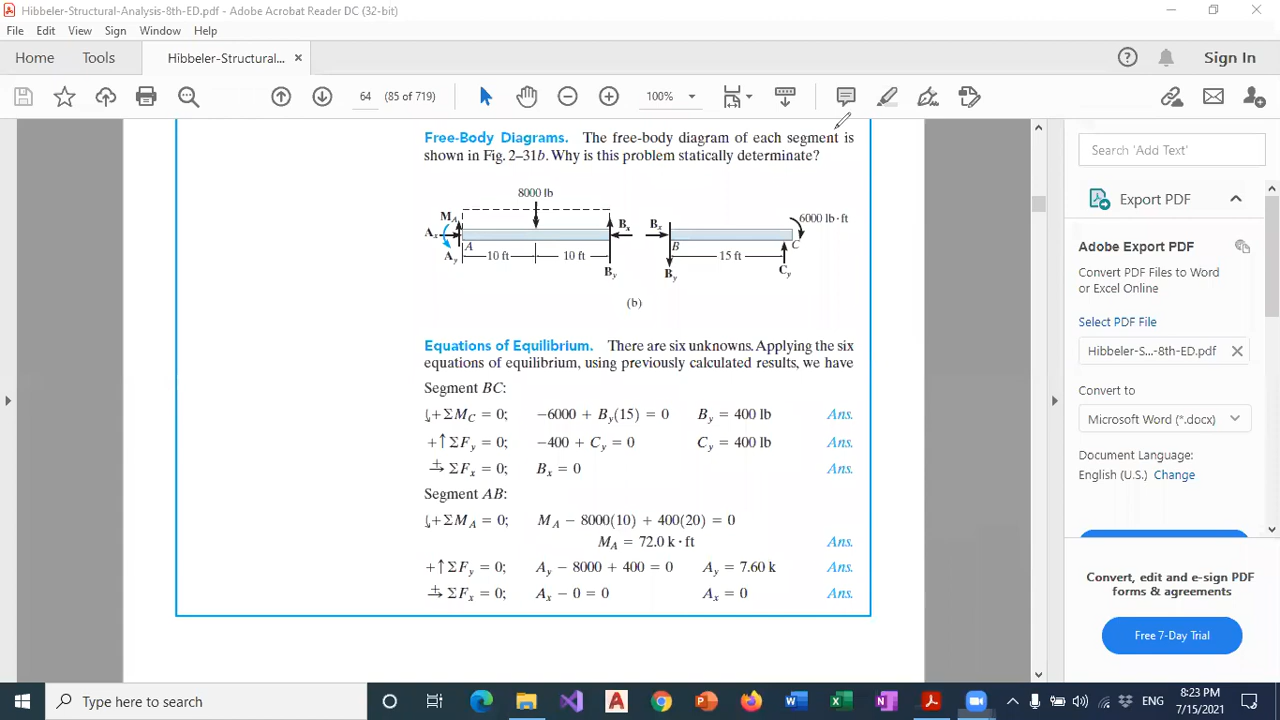 Hibbeler-Structural-Analysis-8th-ED.pdf - Adobe Acrobat Reader DC (32-bit)
File Edit View Sign Window Help
Home Tools Hibbeler-Structural... ×
Sign In
64 (85 of 719)
100%
Free-Body Diagrams. The free-body diagram of each segment is
shown in Fig. 2–31b. Why is this problem statically determinate?
8000 lb
M_A
A_x
A_y
A
10 ft
10 ft
B_x
B_y
B_x
B_y
B
15 ft
6000 lb·ft
C
C_y
(b)
Equations of Equilibrium. There are six unknowns. Applying the six
equations of equilibrium, using previously calculated results, we have
Segment BC:
↓+ΣM_C = 0; −6000 + B_y(15) = 0 B_y = 400 lb Ans.
+↑ΣF_y = 0; −400 + C_y = 0 C_y = 400 lb Ans.
→+ ΣF_x = 0; B_x = 0 Ans.
Segment AB:
↓+ΣM_A = 0; M_A − 8000(10) + 400(20) = 0
M_A = 72.0 k·ft Ans.
+↑ΣF_y = 0; A_y − 8000 + 400 = 0 A_y = 7.60 k Ans.
→+ ΣF_x = 0; A_x − 0 = 0 A_x = 0 Ans.
Search 'Add Text'
Export PDF
Adobe Export PDF
Convert PDF Files to Word
or Excel Online
Select PDF File
Hibbeler-S...-8th-ED.pdf ×
Convert to
Microsoft Word (*.docx)
Document Language:
English (U.S.) Change
Convert, edit and e-sign PDF
forms & agreements
Free 7-Day Trial
Type here to search
ENG
8:23 PM
7/15/2021